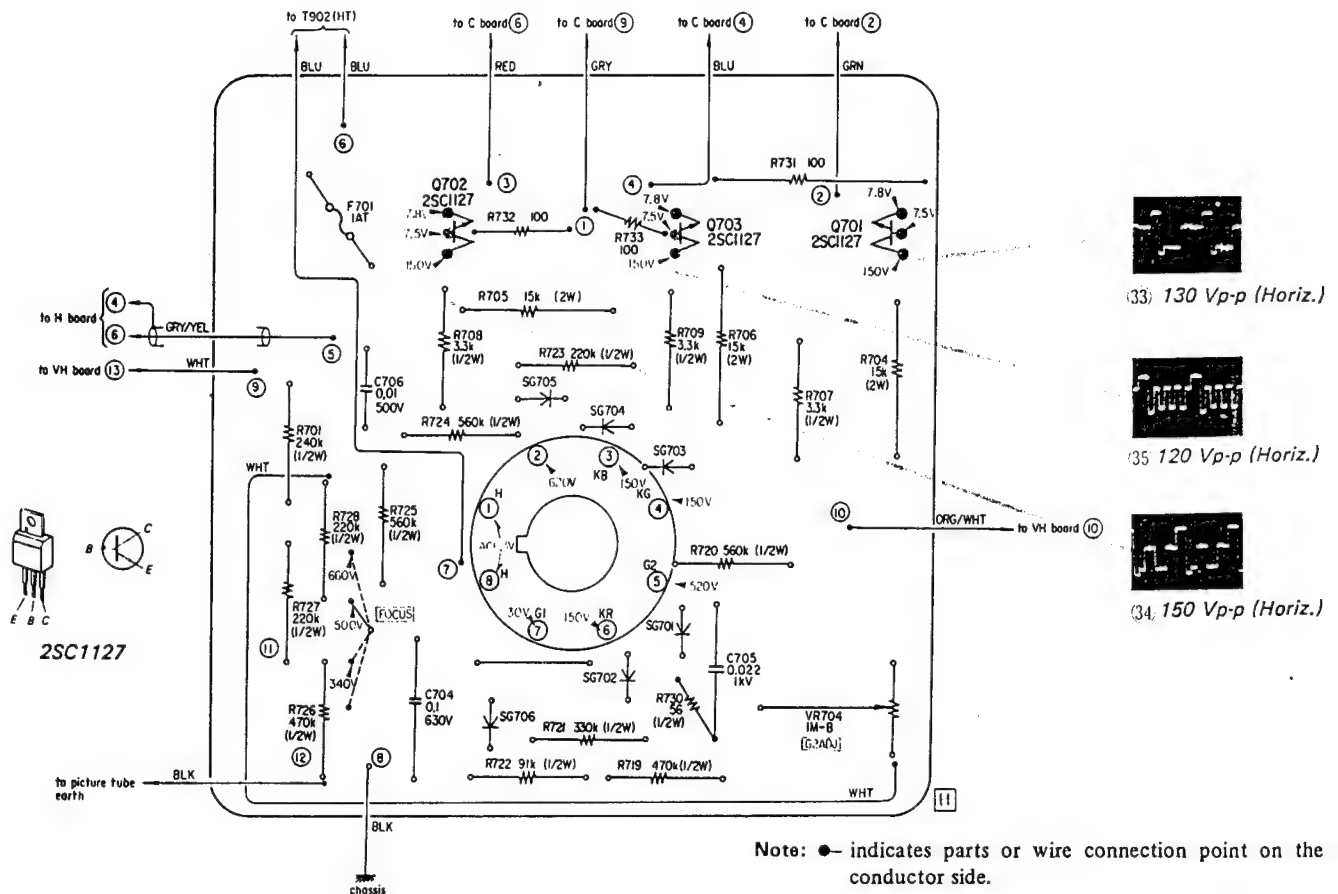 to T902(HT)
to C board ⑥
to C board ⑨
to C board ④
to C board ②
BLU
BLU
RED
GRY
BLU
GRN
⑥
F701
1AT
Q702
2SC1127
③
7.5V
150V
R732 100
①
④
7.8V
7.5V
150V
R733
100
Q703
2SC1127
R731 100
②
Q701
2SC1127
7.8V
7.5V
150V
(33) 130 Vp-p (Horiz.)
to H board
④
⑥
GRY/YEL
⑤
to VH board ⑬
WHT
⑨
R705 15k (2W)
R708
3.3k
(1/2W)
R709
3.3k
(1/2W)
R706
15k
(2W)
R704
15k
(2W)
R723 220k (1/2W)
C706
0.01
500V
SG705
R707
3.3k
(1/2W)
R724 560k (1/2W)
SG704
SG703
(35 120 Vp-p (Horiz.)
R701
240k
(1/2W)
WHT
②
620V
③
KB
150V
KG
④
150V
H
①
R728
220k
(1/2W)
R725
560k
(1/2W)
⑩
ORG/WHT
to VH board ⑩
B
C
E
E B C
2SC1127
660V
⑦
⑧
H
G2
⑤
520V
R720 560k (1/2W)
R727
220k
(1/2W)
500V
FOCUS
30V
G1
⑦
150V
KR
⑥
SG701
(34) 150 Vp-p (Horiz.)
⑪
340V
C705
0.022
1kV
SG702
R730
56
(1/2W)
R726
470k
(1/2W)
C704
0.1
630V
SG706
R721 330k (1/2W)
VR704
1M-B
G2ADJ
⑫
⑧
R722 91k (1/2W)
R719 470k (1/2W)
to picture tube
earth
BLK
WHT
BLK
chassis
Note: indicates parts or wire connection point on the
conductor side.